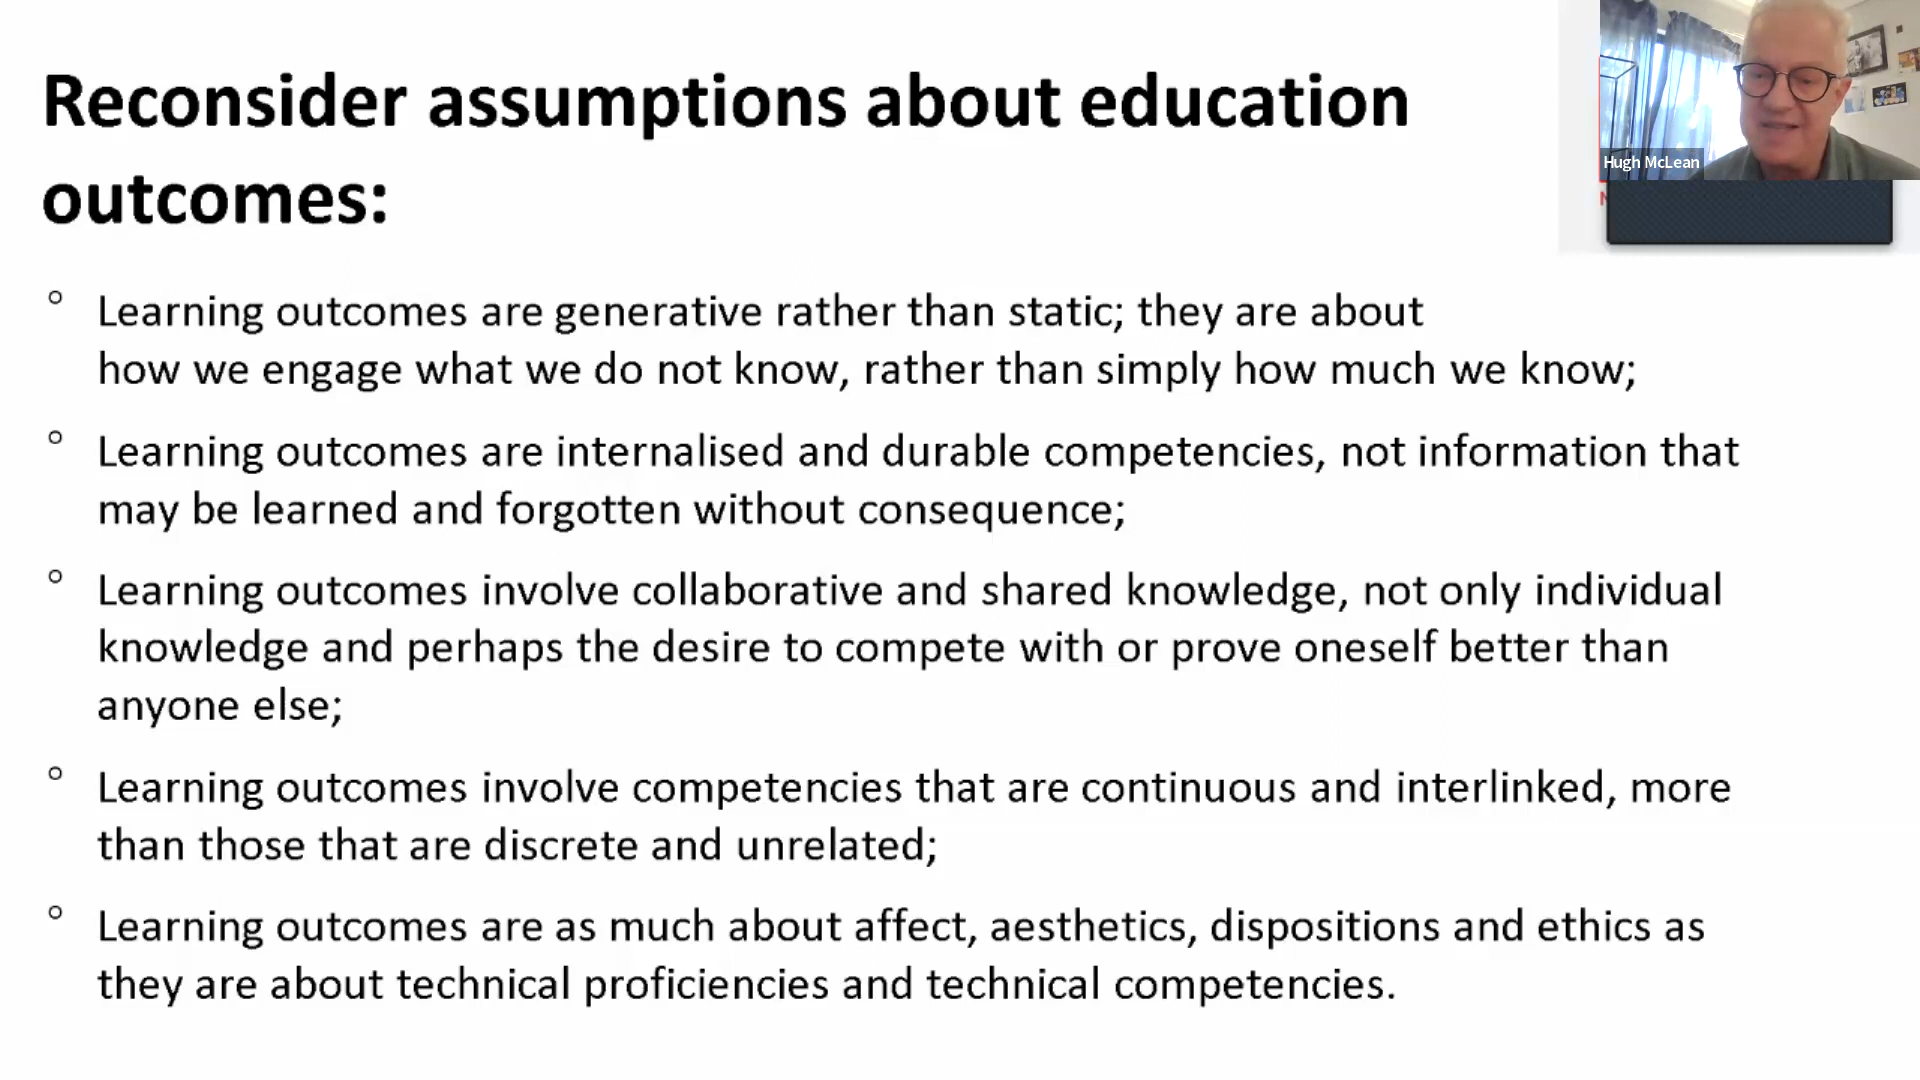 Reconsider assumptions about education
outcomes:
Learning outcomes are generative rather than static; they are about
how we engage what we do not know, rather than simply how much we know;
Learning outcomes are internalised and durable competencies, not information that
may be learned and forgotten without consequence;
Learning outcomes involve collaborative and shared knowledge, not only individual
knowledge and perhaps the desire to compete with or prove oneself better than
anyone else;
Learning outcomes involve competencies that are continuous and interlinked, more
than those that are discrete and unrelated;
Learning outcomes are as much about affect, aesthetics, dispositions and ethics as
they are about technical proficiencies and technical competencies.
Hugh McLean